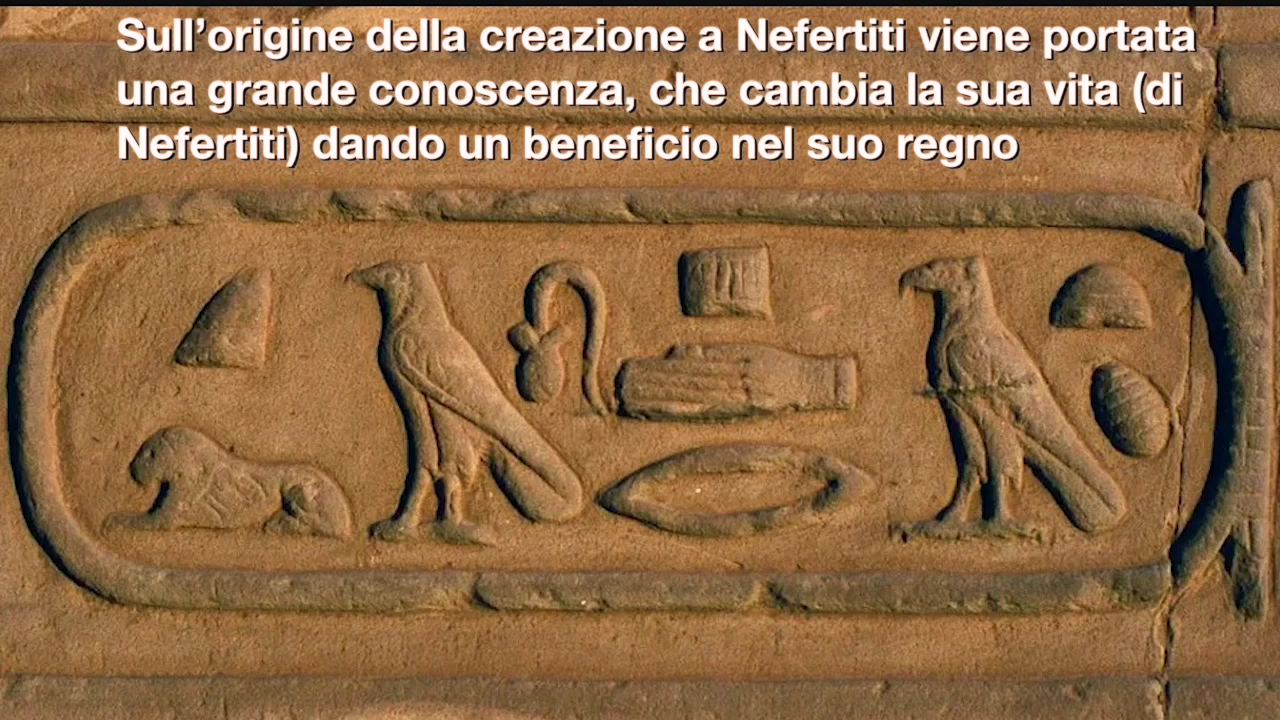 Sull’origine della creazione a Nefertiti viene portata
una grande conoscenza, che cambia la sua vita (di
Nefertiti) dando un beneficio nel suo regno
𓈎𓃭𓄿𓍯𓊪𓂧𓂋𓄿𓏏𓆇